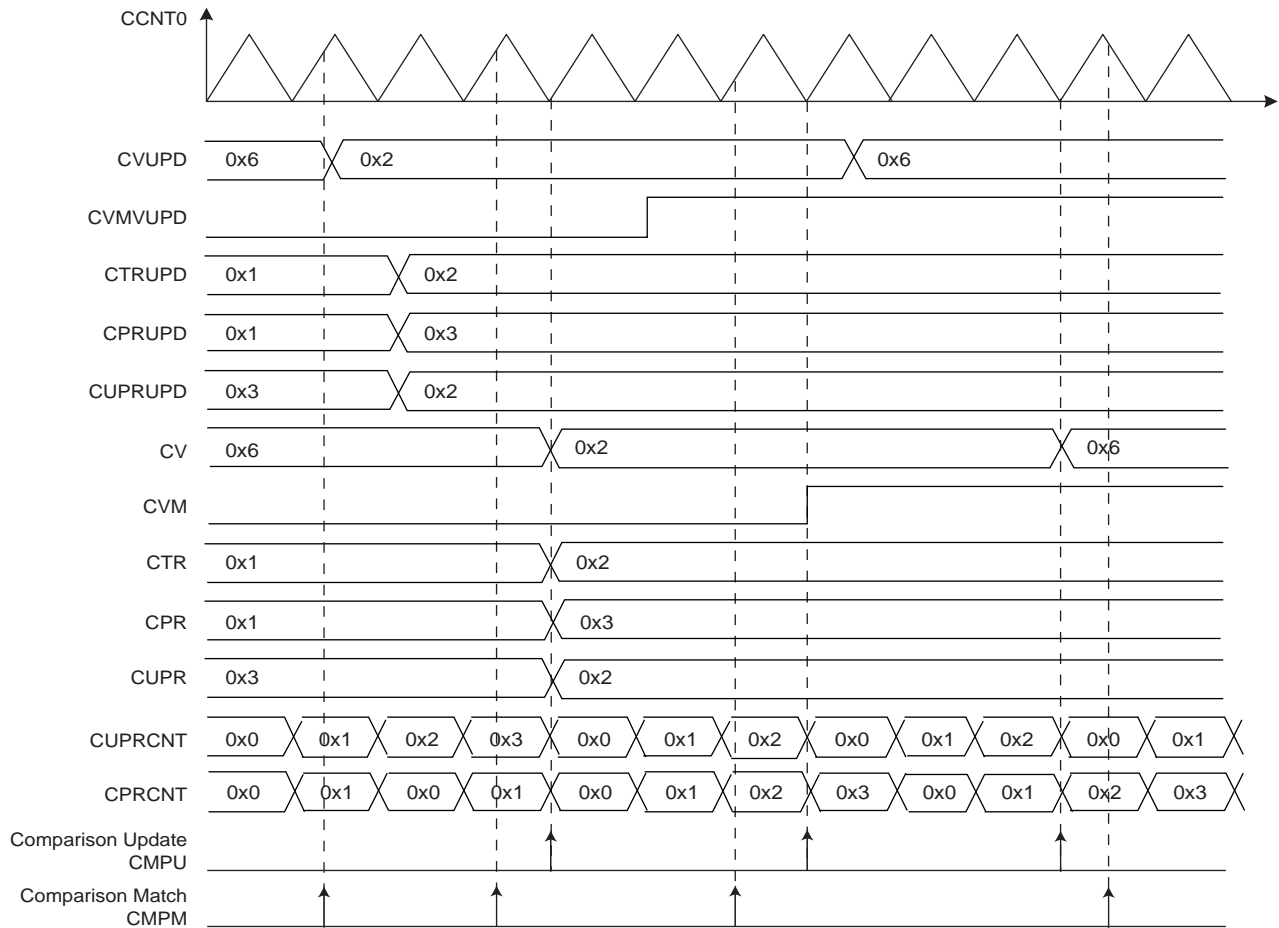 CCNT0
CVUPD 0x6 0x2 0x6
CVMVUPD
CTRUPD 0x1 0x2
CPRUPD 0x1 0x3
CUPRUPD 0x3 0x2
CV 0x6 0x2 0x6
CVM
CTR 0x1 0x2
CPR 0x1 0x3
CUPR 0x3 0x2
CUPRCNT 0x0 0x1 0x2 0x3 0x0 0x1 0x2 0x0 0x1 0x2 0x0 0x1
CPRCNT 0x0 0x1 0x0 0x1 0x0 0x1 0x2 0x3 0x0 0x1 0x2 0x3
Comparison Update
CMPU
Comparison Match
CMPM